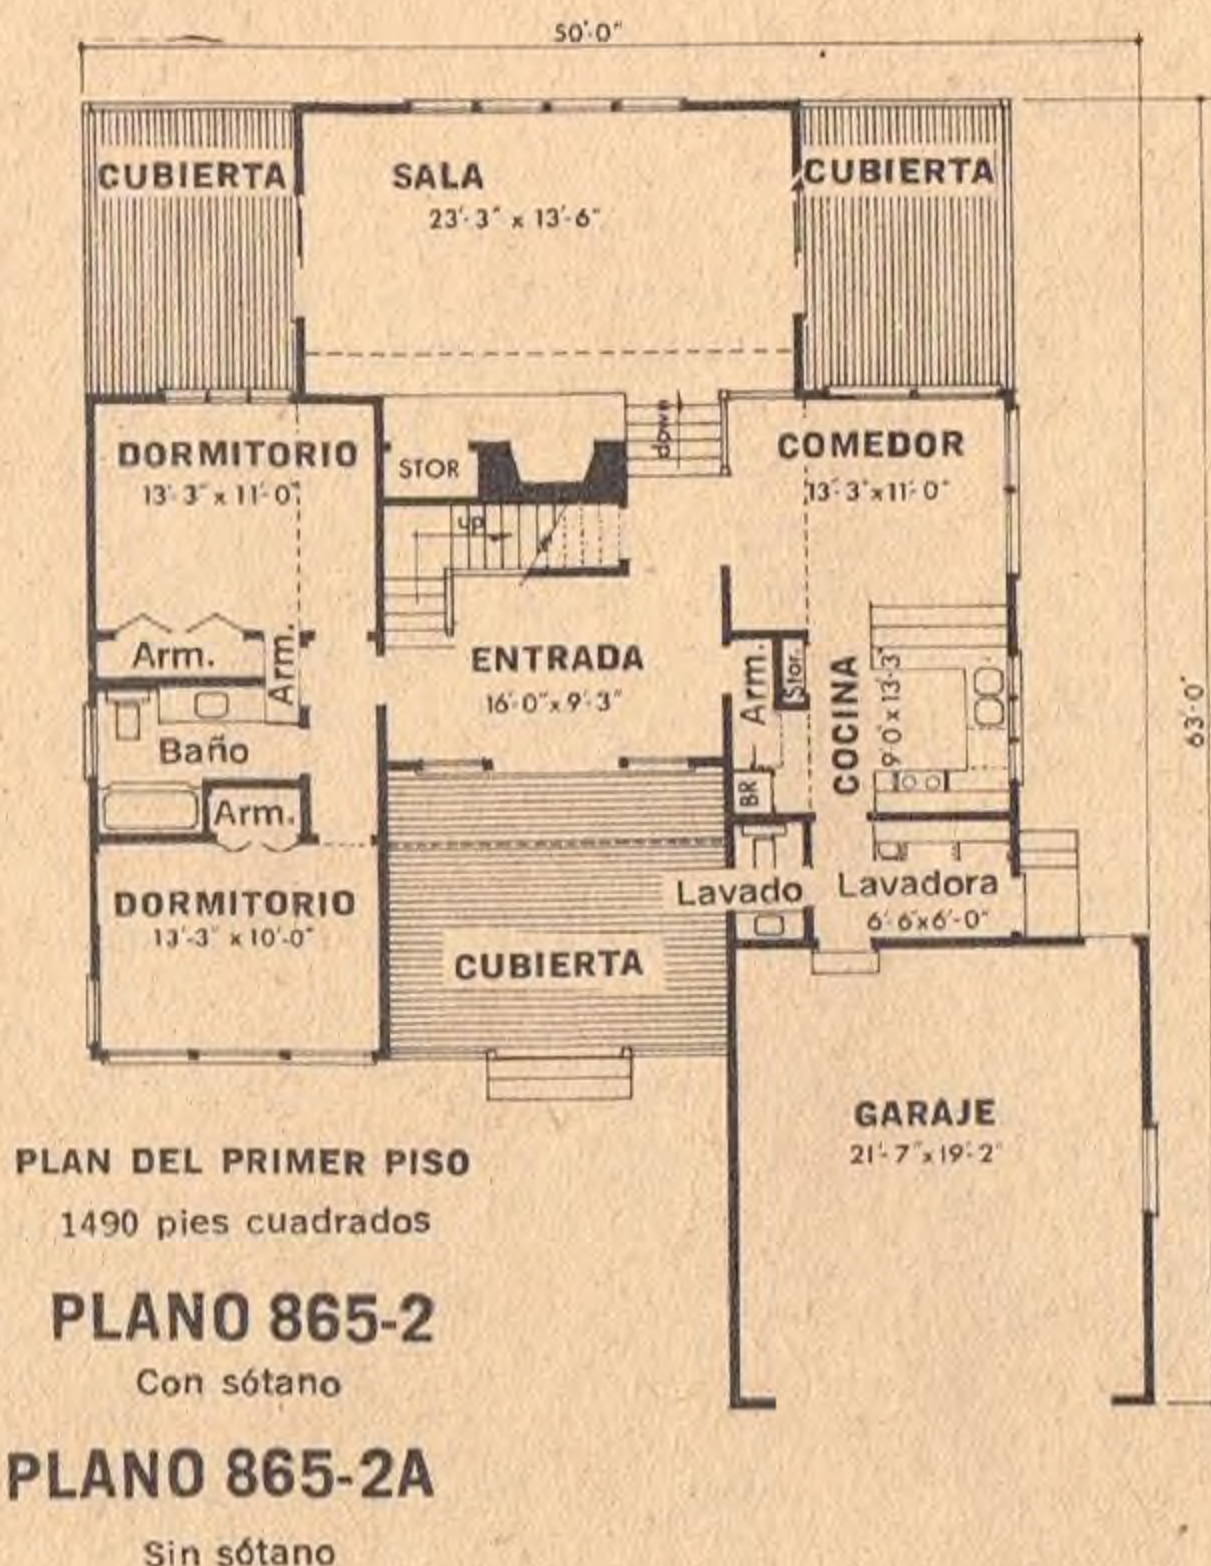 50'-0"
CUBIERTA
SALA
23'-3" x 13'-6"
CUBIERTA
DORMITORIO
13'-3" x 11'-0"
STOR
down
COMEDOR
13'-3" x 11'-0"
up
Arm.
Arm.
ENTRADA
16'-0" x 9'-3"
Arm.
Stor.
COCINA
9'0" x 13'-3"
63'-0"
Baño
BR
Arm.
DORMITORIO
13'-3" x 10'-0"
Lavado
Lavadora
6'-6" x 6'-0"
CUBIERTA
GARAJE
21'-7" x 19'-2"
PLAN DEL PRIMER PISO
1490 pies cuadrados
PLANO 865-2
Con sótano
PLANO 865-2A
Sin sótano